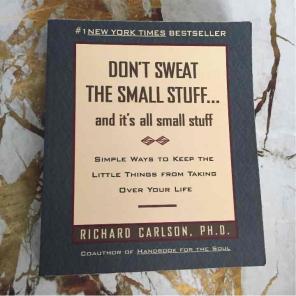 #1 NEW YORK TIMES BESTSELLER
DON'T SWEAT
THE SMALL STUFF...
and it's all small stuff
SIMPLE WAYS TO KEEP THE
LITTLE THINGS FROM TAKING
OVER YOUR LIFE
RICHARD CARLSON, PH.D.
COAUTHOR OF HANDBOOK FOR THE SOUL